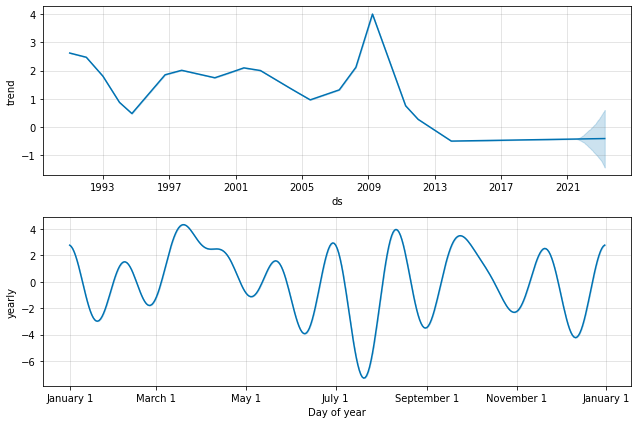 4
3
2
1
0
−1
trend
1993 1997 2001 2005 2009 2013 2017 2021
ds
4
2
0
−2
−4
−6
yearly
January 1 March 1 May 1 July 1 September 1 November 1 January 1
Day of year